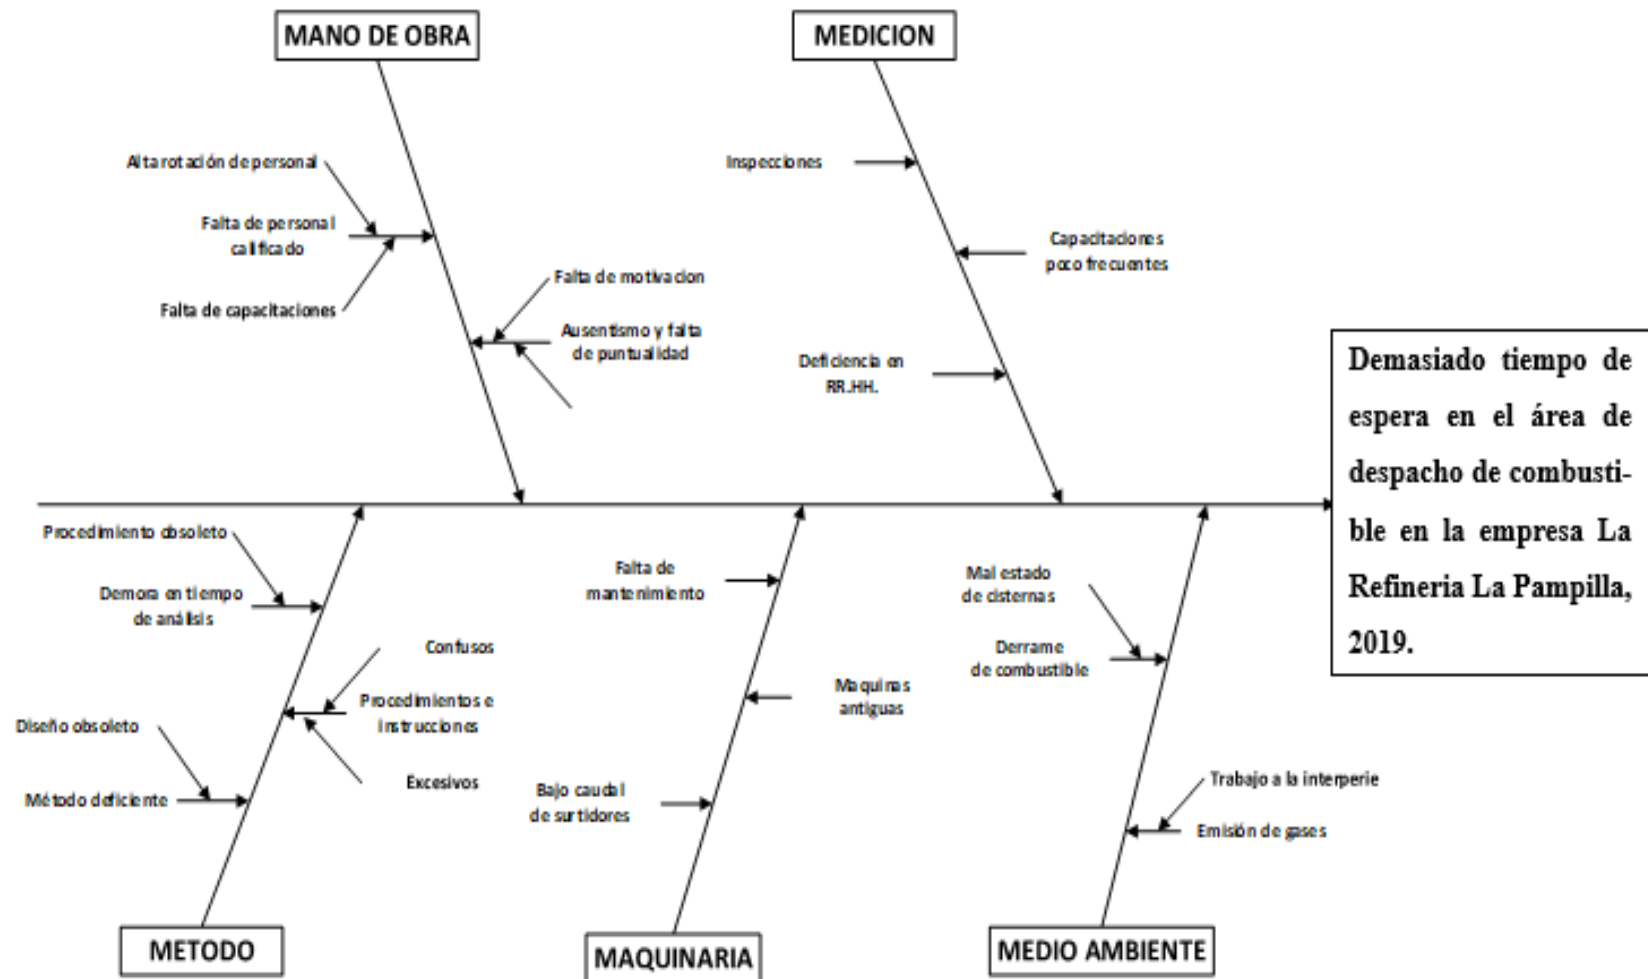 MANO DE OBRA
MEDICION
Alta rotación de personal
Inspecciones
Falta de personal
calificado
Capacitaciones
poco frecuentes
Falta de motivacion
Falta de capacitaciones
Ausentismo y falta
de puntualidad
Deficiencia en
RR.HH.
Demasiado tiempo de
espera en el área de
despacho de combusti-
ble en la empresa La
Refineria La Pampilla,
2019.
Procedimiento obsoleto
Demora en tiempo
de análisis
Confusos
Procedimientos e
instrucciones
Diseño obsoleto
Excesivos
Método deficiente
Falta de
mantenimiento
Maquinas
antiguas
Bajo caudal
de surtidores
Mal estado
de cisternas
Derrame
de combustible
Trabajo a la interperie
Emisión de gases
METODO
MAQUINARIA
MEDIO AMBIENTE